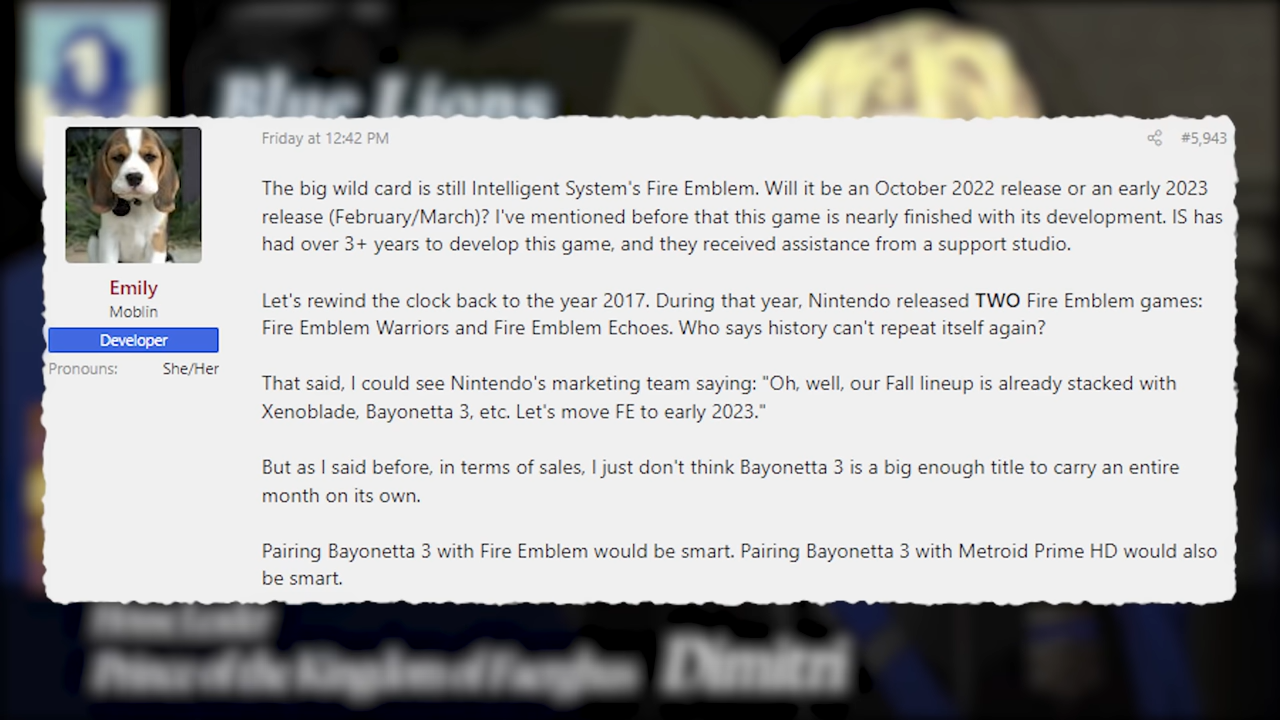 Blue Lions
Friday at 12:42 PM
#5,943
The big wild card is still Intelligent System's Fire Emblem. Will it be an October 2022 release or an early 2023
release (February/March)? I've mentioned before that this game is nearly finished with its development. IS has
had over 3+ years to develop this game, and they received assistance from a support studio.
Emily
Moblin
Developer
Pronouns: She/Her
Let's rewind the clock back to the year 2017. During that year, Nintendo released TWO Fire Emblem games:
Fire Emblem Warriors and Fire Emblem Echoes. Who says history can't repeat itself again?
That said, I could see Nintendo's marketing team saying: "Oh, well, our Fall lineup is already stacked with
Xenoblade, Bayonetta 3, etc. Let's move FE to early 2023."
But as I said before, in terms of sales, I just don't think Bayonetta 3 is a big enough title to carry an entire
month on its own.
Pairing Bayonetta 3 with Fire Emblem would be smart. Pairing Bayonetta 3 with Metroid Prime HD would also
be smart.
Prince of the Kingdom of Faerghus Dimitri